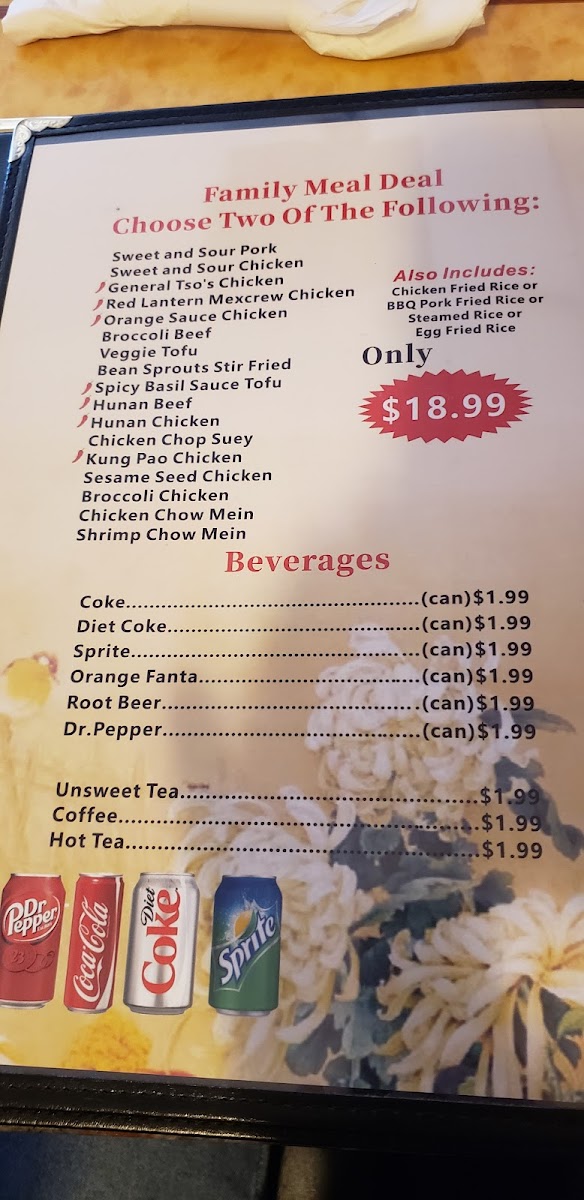 Family Meal Deal
Choose Two Of The Following:
Sweet and Sour Pork
Sweet and Sour Chicken
General Tso's Chicken
Red Lantern Mexcrew Chicken
Orange Sauce Chicken
Broccoli Beef
Veggie Tofu
Bean Sprouts Stir Fried
Spicy Basil Sauce Tofu
Hunan Beef
Hunan Chicken
Chicken Chop Suey
Kung Pao Chicken
Sesame Seed Chicken
Broccoli Chicken
Chicken Chow Mein
Shrimp Chow Mein
Also Includes:
Chicken Fried Rice or
BBQ Pork Fried Rice or
Steamed Rice or
Egg Fried Rice
Only
$18.99
Beverages
Coke..........(can)$1.99
Diet Coke..........(can)$1.99
Sprite..........(can)$1.99
Orange Fanta..........(can)$1.99
Root Beer..........(can)$1.99
Dr.Pepper..........(can)$1.99
Unsweet Tea..........$1.99
Coffee..........$1.99
Hot Tea..........$1.99
Dr Pepper
23
Coca-Cola
Diet Coke
Sprite